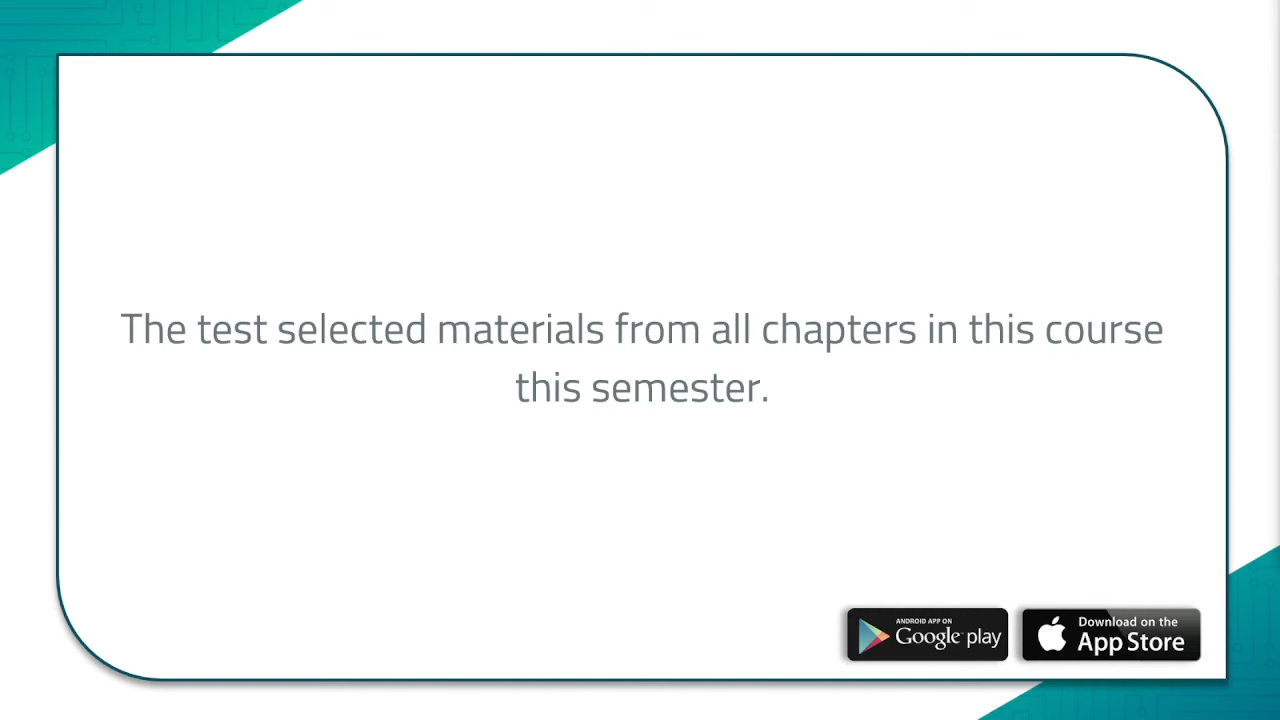 The test selected materials from all chapters in this course
this semester.
ANDROID APP ON
Google play
Download on the
App Store